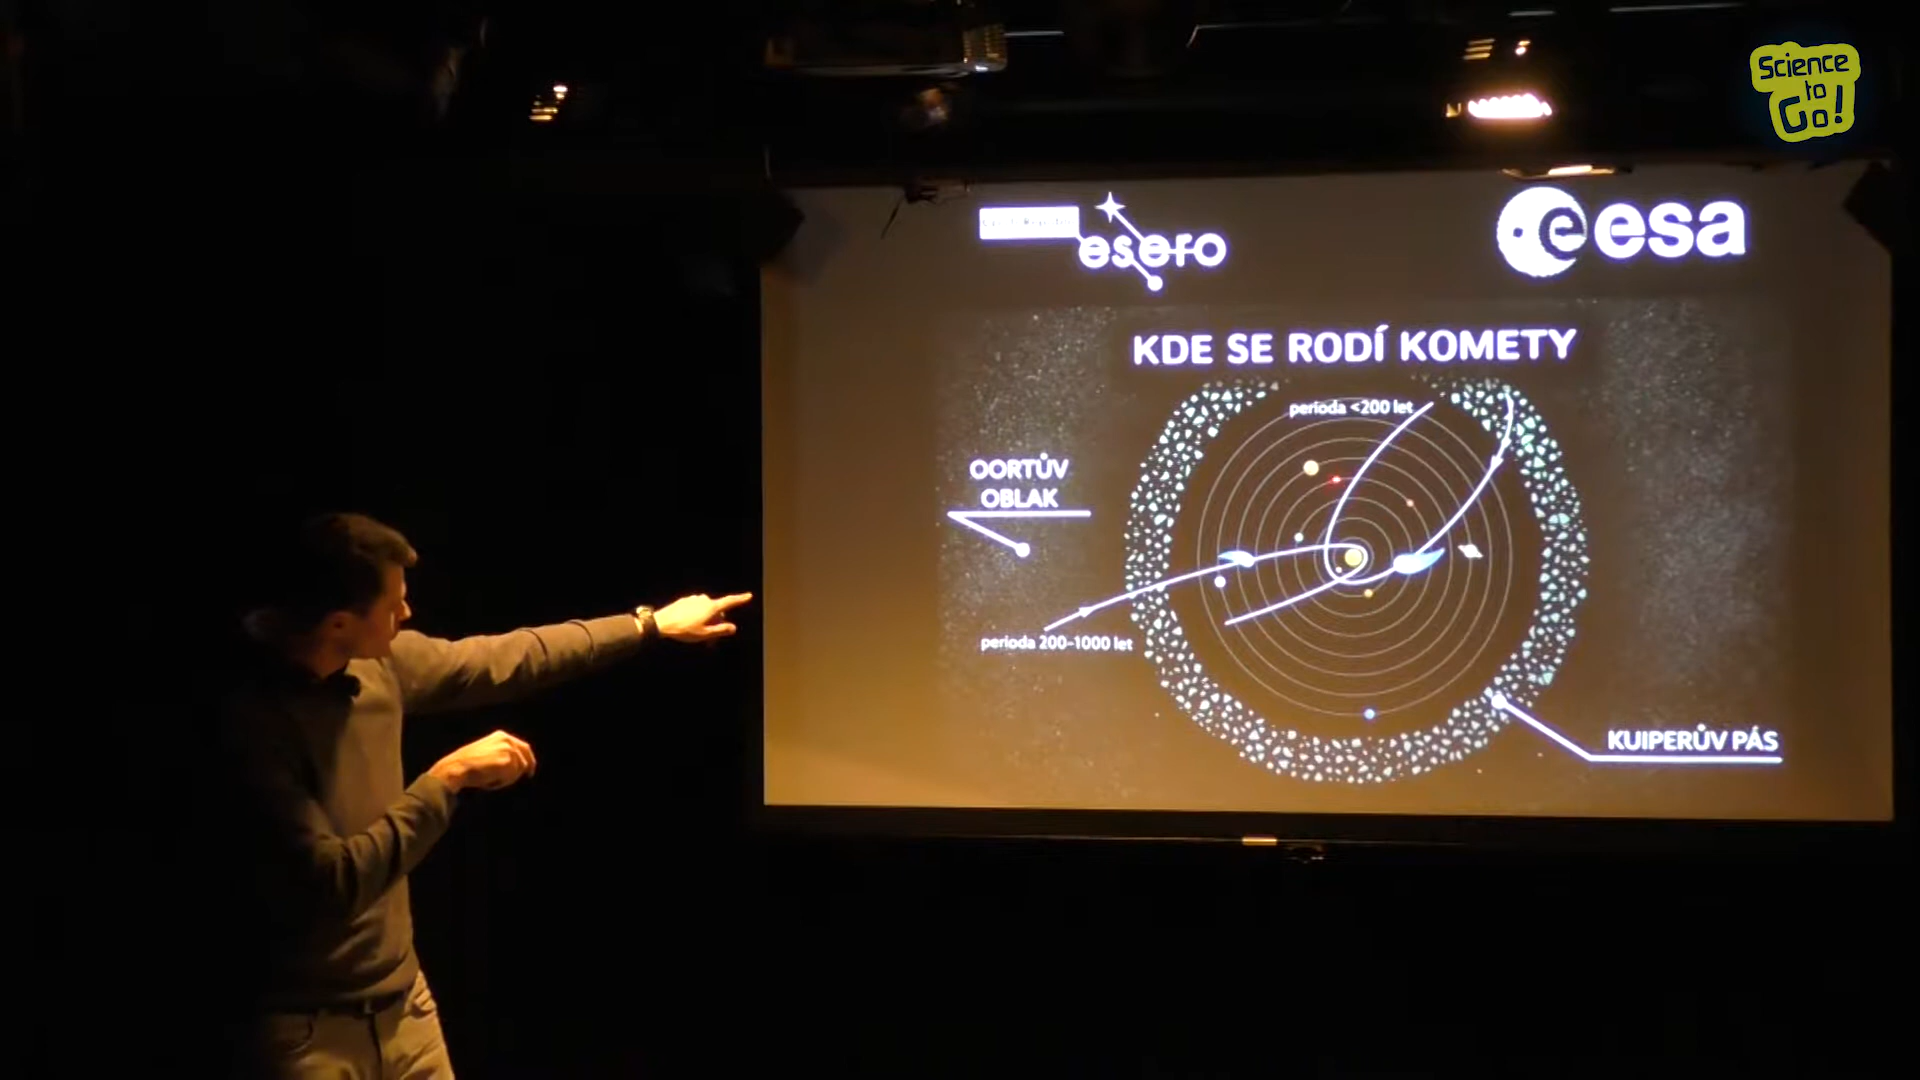 Science
to
Go!
esero
esa
KDE SE RODÍ KOMETY
perioda <200 let
OORTŮV
OBLAK
perioda 200-1000 let
KUIPERŮV PÁS